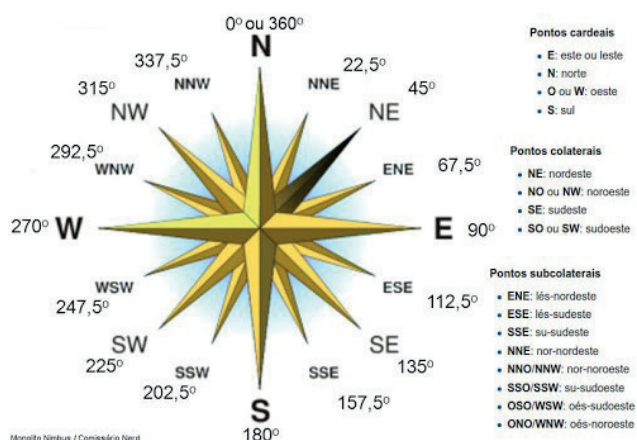 0º ou 360º
N
337,5º
NNW
NNE
22,5º
315º
NW
NE
45º
292,5º
WNW
ENE
67,5º
270º
W
E
90º
WSW
ESE
247,5º
112,5º
SW
SE
225º
135º
SSW
SSE
202,5º
157,5º
S
180º
Monolito Nimbus / Comissário Nerd
Pontos cardeais
• E: este ou leste
• N: norte
• O ou W: oeste
• S: sul
Pontos colaterais
• NE: nordeste
• NO ou NW: noroeste
• SE: sudeste
• SO ou SW: sudoeste
Pontos subcolaterais
• ENE: lés-nordeste
• ESE: lés-sudeste
• SSE: su-sudeste
• NNE: nor-nordeste
• NNO/NNW: nor-noroeste
• SSO/SSW: su-sudoeste
• OSO/WSW: oés-sudoeste
• ONO/WNW: oés-noroeste